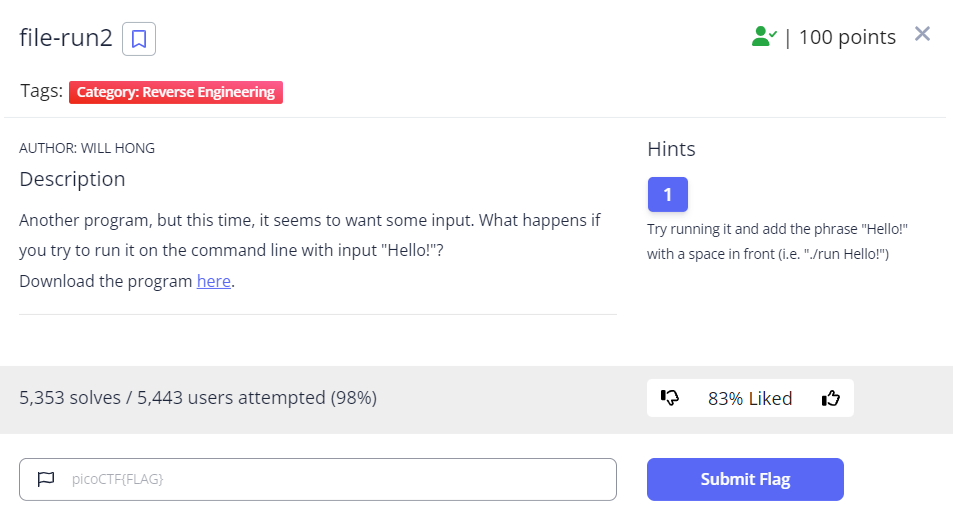 file-run2
| 100 points
Tags: Category: Reverse Engineering
AUTHOR: WILL HONG
Description
Another program, but this time, it seems to want some input. What happens if
you try to run it on the command line with input "Hello!"?
Download the program here.
Hints
1
Try running it and add the phrase "Hello!"
with a space in front (i.e. "./run Hello!")
5,353 solves / 5,443 users attempted (98%)
83% Liked
picoCTF{FLAG}
Submit Flag